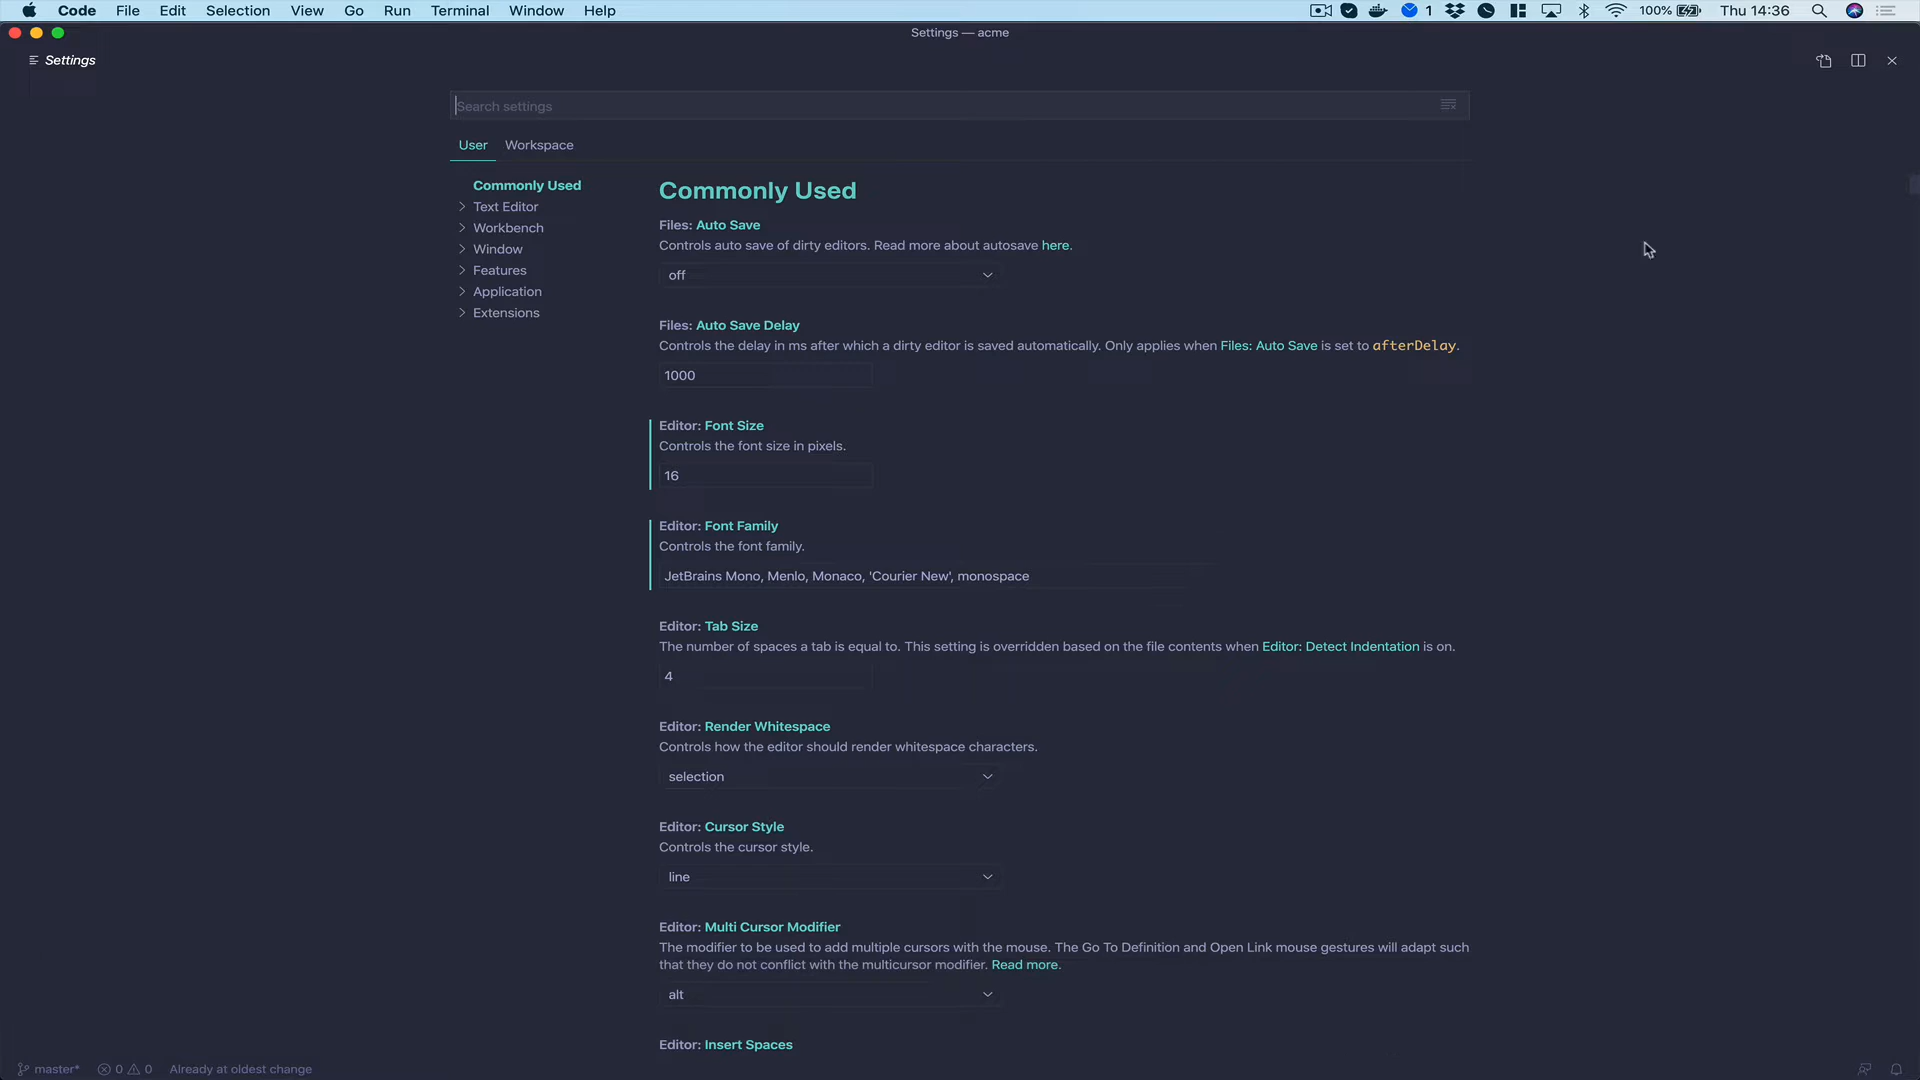 Code File Edit Selection View Go Run Terminal Window Help 1 100% Thu 14:36
Settings — acme
Settings
Search settings
User Workspace
Commonly Used
Text Editor
Workbench
Window
Features
Application
Extensions
Commonly Used
Files: Auto Save
Controls auto save of dirty editors. Read more about autosave here.
off
Files: Auto Save Delay
Controls the delay in ms after which a dirty editor is saved automatically. Only applies when Files: Auto Save is set to afterDelay.
1000
Editor: Font Size
Controls the font size in pixels.
16
Editor: Font Family
Controls the font family.
JetBrains Mono, Menlo, Monaco, 'Courier New', monospace
Editor: Tab Size
The number of spaces a tab is equal to. This setting is overridden based on the file contents when Editor: Detect Indentation is on.
4
Editor: Render Whitespace
Controls how the editor should render whitespace characters.
selection
Editor: Cursor Style
Controls the cursor style.
line
Editor: Multi Cursor Modifier
The modifier to be used to add multiple cursors with the mouse. The Go To Definition and Open Link mouse gestures will adapt such
that they do not conflict with the multicursor modifier. Read more.
alt
Editor: Insert Spaces
master* 0 0 Already at oldest change